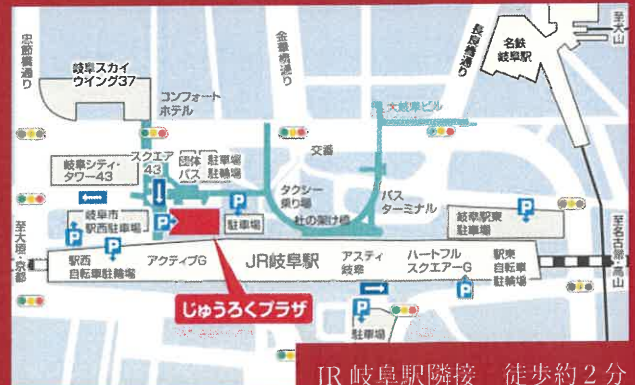 忠節橋通り
金華橋通り
長良橋通り
至犬山
名鉄
岐阜駅
岐阜スカイ
ウイング37
コンフォート
ホテル
大岐阜ビル
交番
岐阜シティ・
タワー43
スクエア
43
団体
バス
駐車場
駐輪場
タクシー
乗り場
杜の架け橋
バス
ターミナル
岐阜市
駅西駐車場
P
P
P
P
駐車場
P
岐阜駅東
駐車場
至大垣・京都
至名古屋・高山
駅西
自転車駐輪場
アクティブG
JR岐阜駅
アスティ
岐阜
ハートフル
スクエアーG
駅東
自転車
駐輪場
P
P
駐車場
じゅうろくプラザ
JR岐阜駅隣接 徒歩約2分